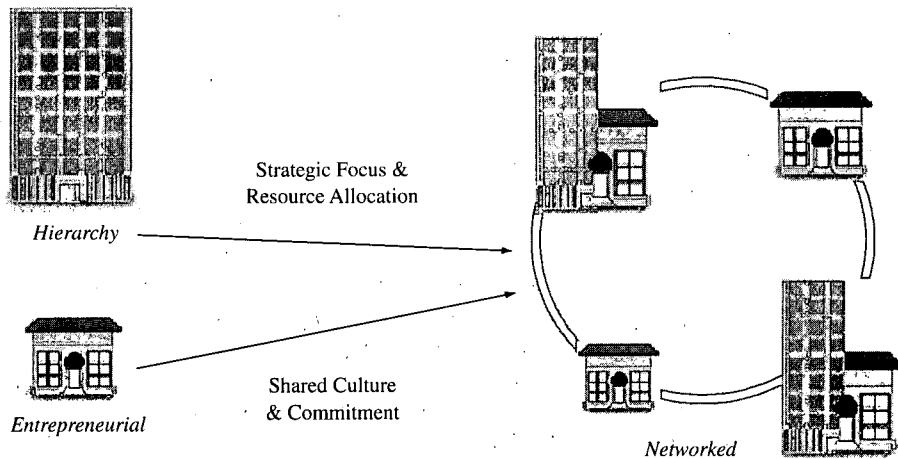 Strategic Focus &
Resource Allocation
Hierarchy
Shared Culture
& Commitment
Entrepreneurial
Networked